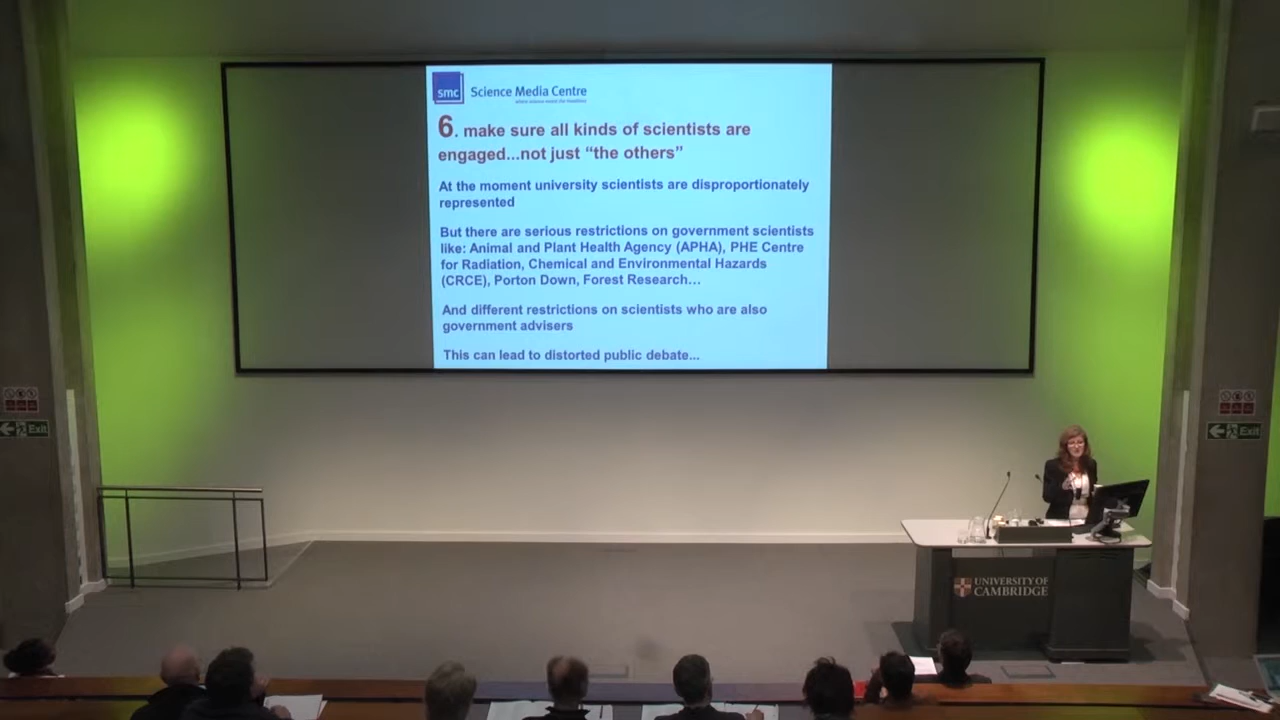 smc
Science Media Centre
6. make sure all kinds of scientists are
engaged...not just “the others”
At the moment university scientists are disproportionately
represented
But there are serious restrictions on government scientists
like: Animal and Plant Health Agency (APHA), PHE Centre
for Radiation, Chemical and Environmental Hazards
(CRCE), Porton Down, Forest Research…
And different restrictions on scientists who are also
government advisers
This can lead to distorted public debate...
Exit
Exit
UNIVERSITY OF
CAMBRIDGE